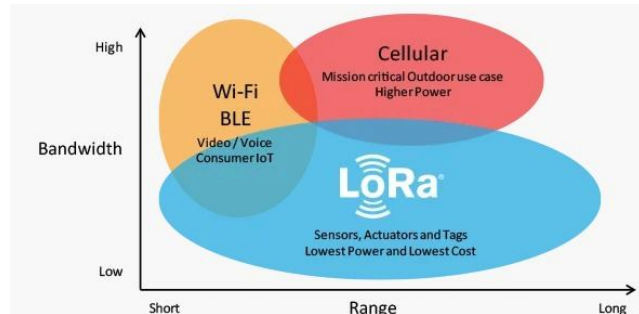 High
Bandwidth
Low
Wi-Fi
BLE
Video / Voice
Consumer IoT
Cellular
Mission critical Outdoor use case
Higher Power
LoRa®
Sensors, Actuators and Tags
Lowest Power and Lowest Cost
Short
Range
Long